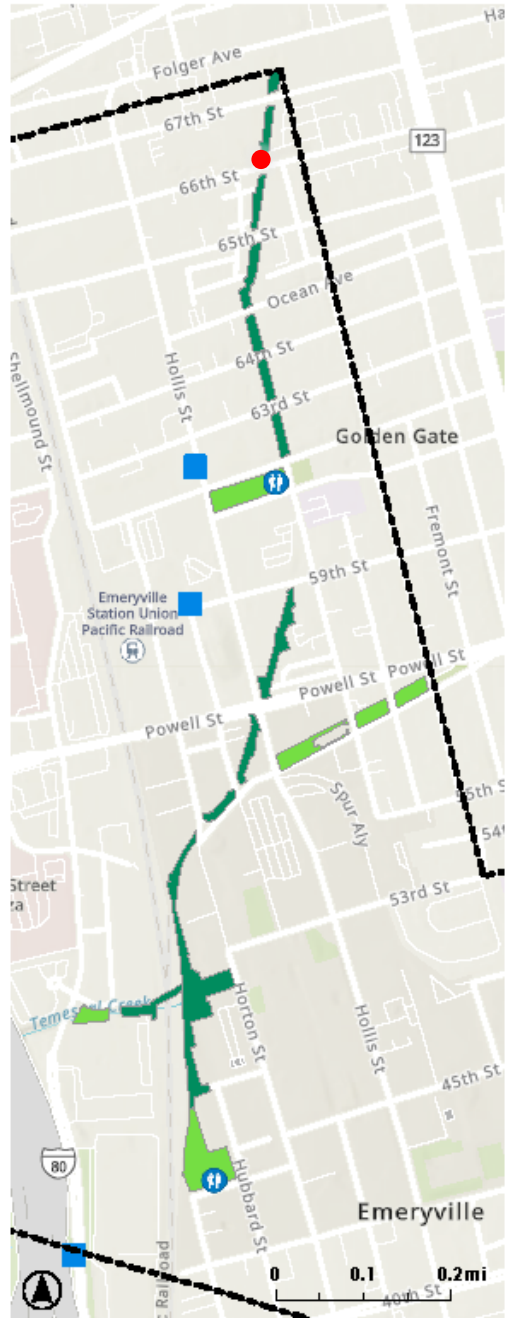 Ha
Folger Ave
67th St
123
66th St
65th St
Ocean Ave
64th St
Shellmound St
Hollis St
63rd St
Golden Gate
Fremont St
59th St
Emeryville
Station Union
Pacific Railroad
Powell St
Powell St
Powell St
Spur Aly
55th S
54t
53rd St
Street
za
Temescal Creek
Horton St
Hollis St
45th St
80
Hubbard St
Emeryville
s Railroad
0 0.1 0.2mi
40th St